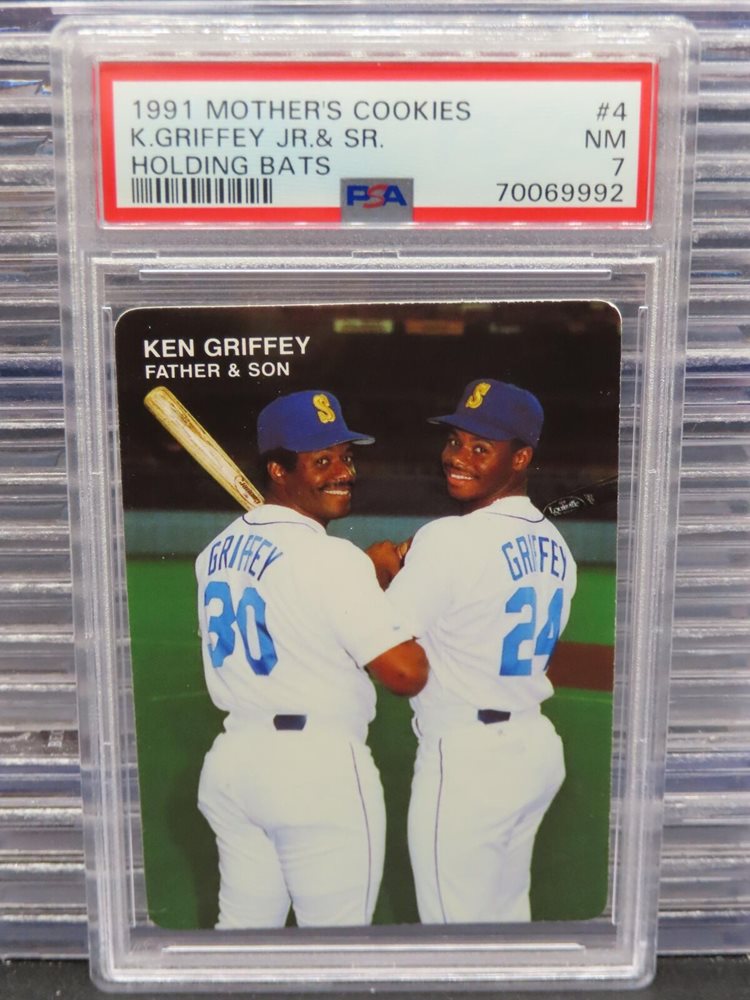 1991 MOTHER'S COOKIES #4
K.GRIFFEY JR.& SR. NM
HOLDING BATS 7
PSA 70069992
KEN GRIFFEY
FATHER & SON
S
S
Louisville
GRIFFEY
30
GRIFFEY
24